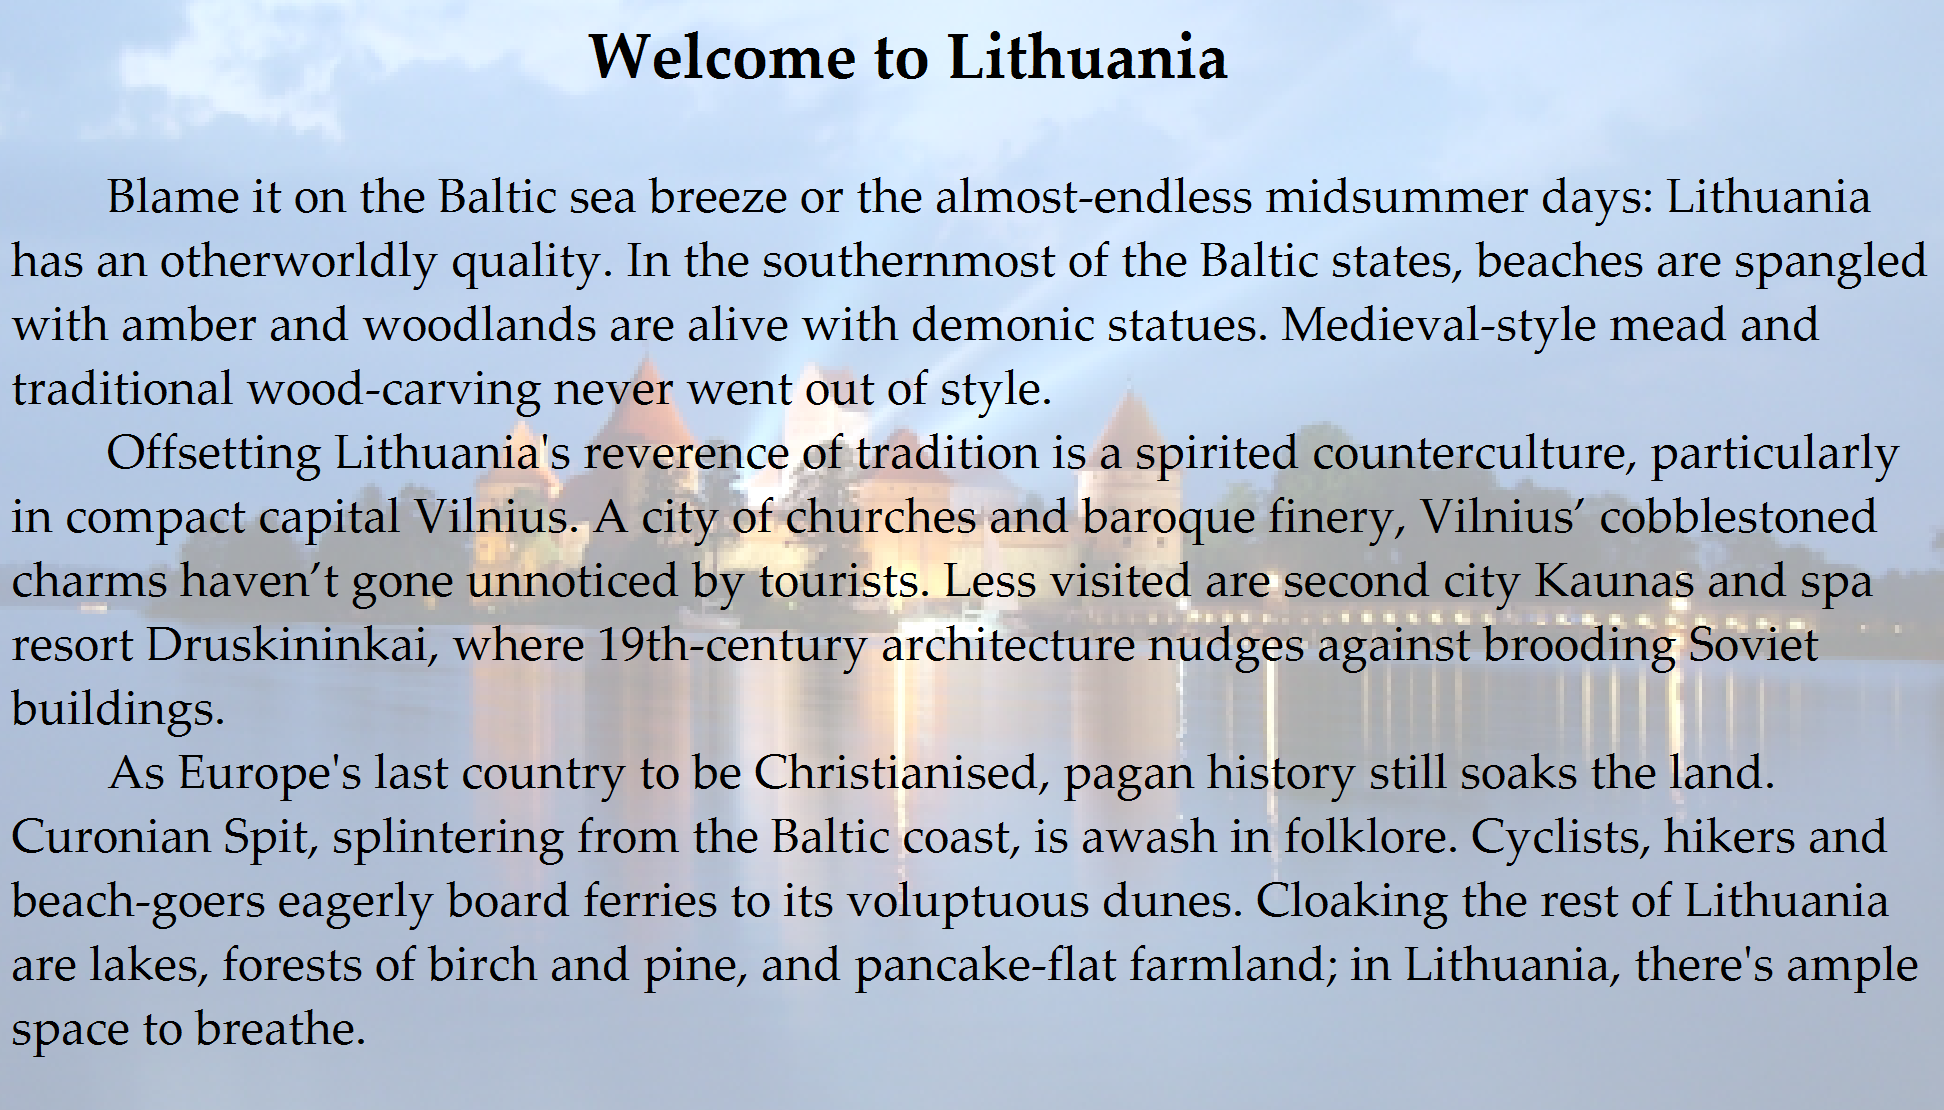 Welcome to Lithuania
Blame it on the Baltic sea breeze or the almost-endless midsummer days: Lithuania
has an otherworldly quality. In the southernmost of the Baltic states, beaches are spangled
with amber and woodlands are alive with demonic statues. Medieval-style mead and
traditional wood-carving never went out of style.
Offsetting Lithuania's reverence of tradition is a spirited counterculture, particularly
in compact capital Vilnius. A city of churches and baroque finery, Vilnius’ cobblestoned
charms haven’t gone unnoticed by tourists. Less visited are second city Kaunas and spa
resort Druskininkai, where 19th-century architecture nudges against brooding Soviet
buildings.
As Europe's last country to be Christianised, pagan history still soaks the land.
Curonian Spit, splintering from the Baltic coast, is awash in folklore. Cyclists, hikers and
beach-goers eagerly board ferries to its voluptuous dunes. Cloaking the rest of Lithuania
are lakes, forests of birch and pine, and pancake-flat farmland; in Lithuania, there's ample
space to breathe.